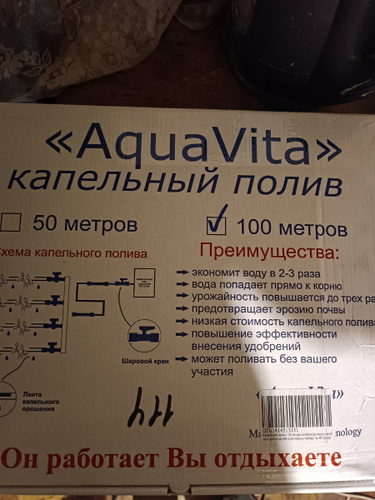 «AquaVita»
капельный полив
50 метров
100 метров
хема капельного полива
Преимущества:
экономит воду в 2-3 раза
вода попадает прямо к корню
урожайность повышается до трех ра
предотвращает эрозию почвы
низкая стоимость капельного полива
повышение эффективности
внесения удобрений
может поливать без вашего
участия
Шаровой кран
Лента
капельного
орошения
114
Он работает Вы отдыхаете